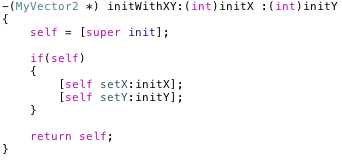 -(MyVector2 *) initWithXY:(int)initX :(int)initY
{
    self = [super init];

    if(self)
    {
        [self setX:initX];
        [self setY:initY];
    }

    return self;
}